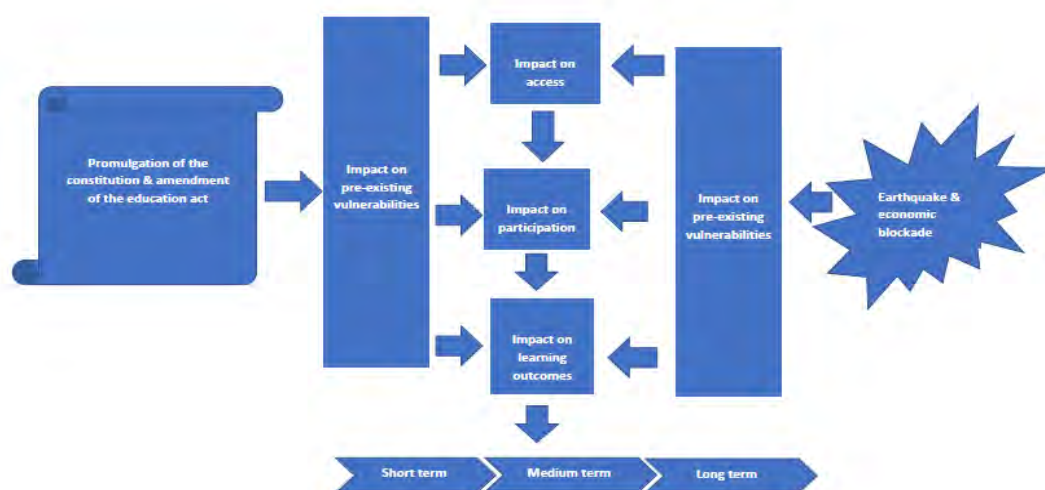 Promulgation of the
constitution & amendment
of the education act
Impact on
pre-existing
vulnerabilities
Impact on
access
Impact on
participation
Impact on
learning
outcomes
Impact on
pre-existing
vulnerabilities
Earthquake &
economic
blockade
Short term
Medium term
Long term